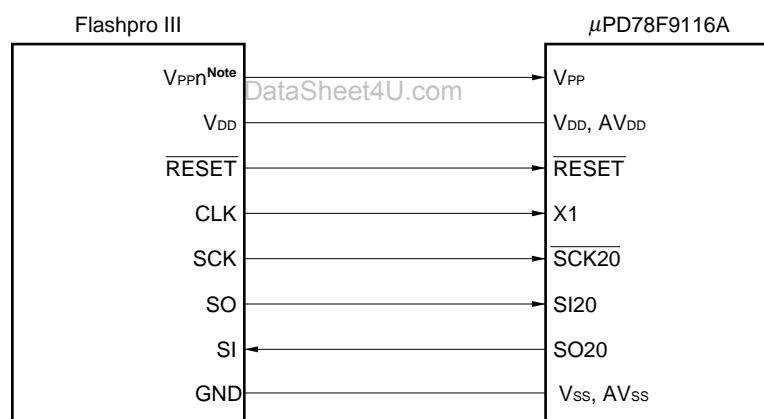 Flashpro III μPD78F9116A
VPPnNote VPP
DataSheet4U.com
VDD VDD, AVDD
RESET RESET
CLK X1
SCK SCK20
SO SI20
SI SO20
GND VSS, AVSS